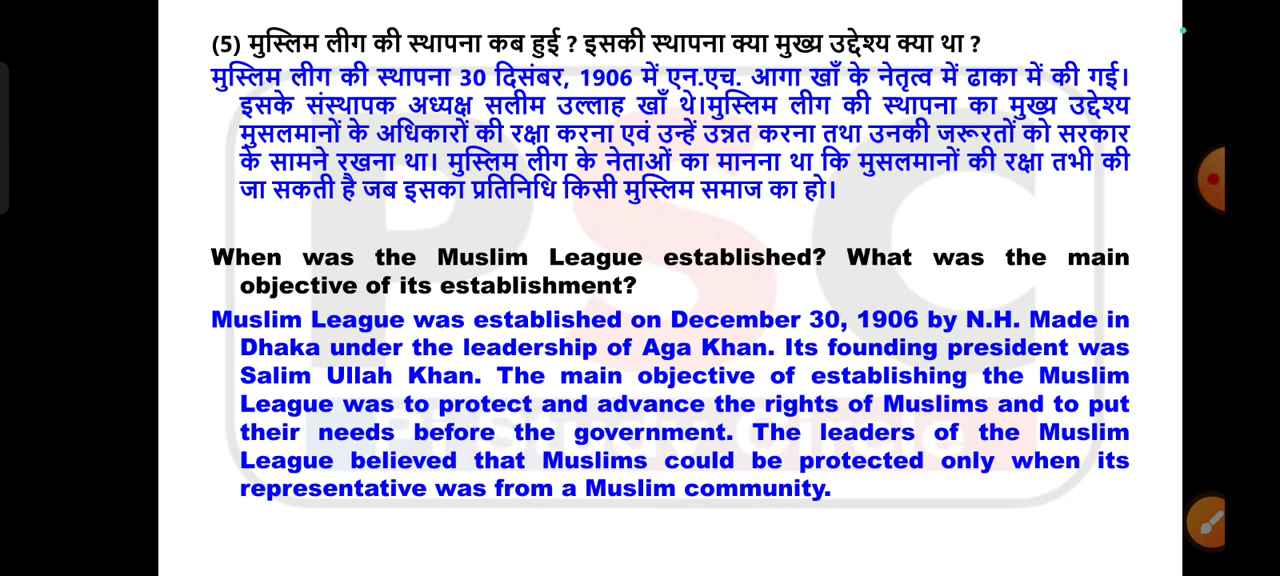 (5) मुस्लिम लीग की स्थापना कब हुई ? इसकी स्थापना क्या मुख्य उद्देश्य क्या था ?
मुस्लिम लीग की स्थापना 30 दिसंबर, 1906 में एन.एच. आगा खाँ के नेतृत्व में ढाका में की गई।
इसके संस्थापक अध्यक्ष सलीम उल्लाह खाँ थे।मुस्लिम लीग की स्थापना का मुख्य उद्देश्य
मुसलमानों के अधिकारों की रक्षा करना एवं उन्हें उन्नत करना तथा उनकी जरूरतों को सरकार
के सामने रखना था। मुस्लिम लीग के नेताओं का मानना था कि मुसलमानों की रक्षा तभी की
जा सकती है जब इसका प्रतिनिधि किसी मुस्लिम समाज का हो।
When was the Muslim League established? What was the main
objective of its establishment?
Muslim League was established on December 30, 1906 by N.H. Made in
Dhaka under the leadership of Aga Khan. Its founding president was
Salim Ullah Khan. The main objective of establishing the Muslim
League was to protect and advance the rights of Muslims and to put
their needs before the government. The leaders of the Muslim
League believed that Muslims could be protected only when its
representative was from a Muslim community.
PSC